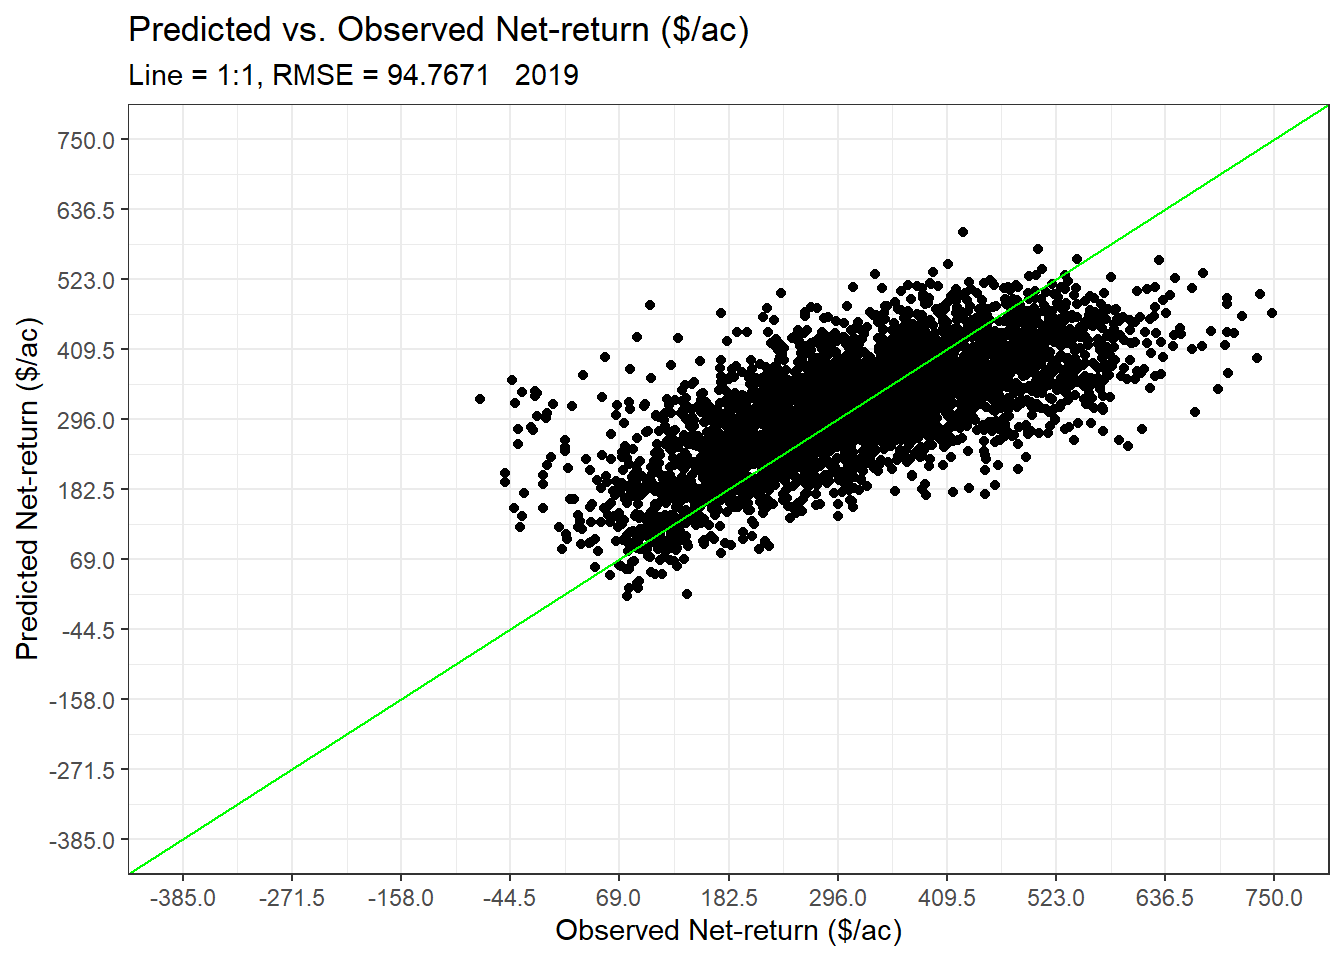 Predicted vs. Observed Net-return ($/ac)
Line = 1:1, RMSE = 94.7671   2019
Predicted Net-return ($/ac)
750.0
636.5
523.0
409.5
296.0
182.5
69.0
-44.5
-158.0
-271.5
-385.0
-385.0 -271.5 -158.0 -44.5 69.0 182.5 296.0 409.5 523.0 636.5 750.0
Observed Net-return ($/ac)